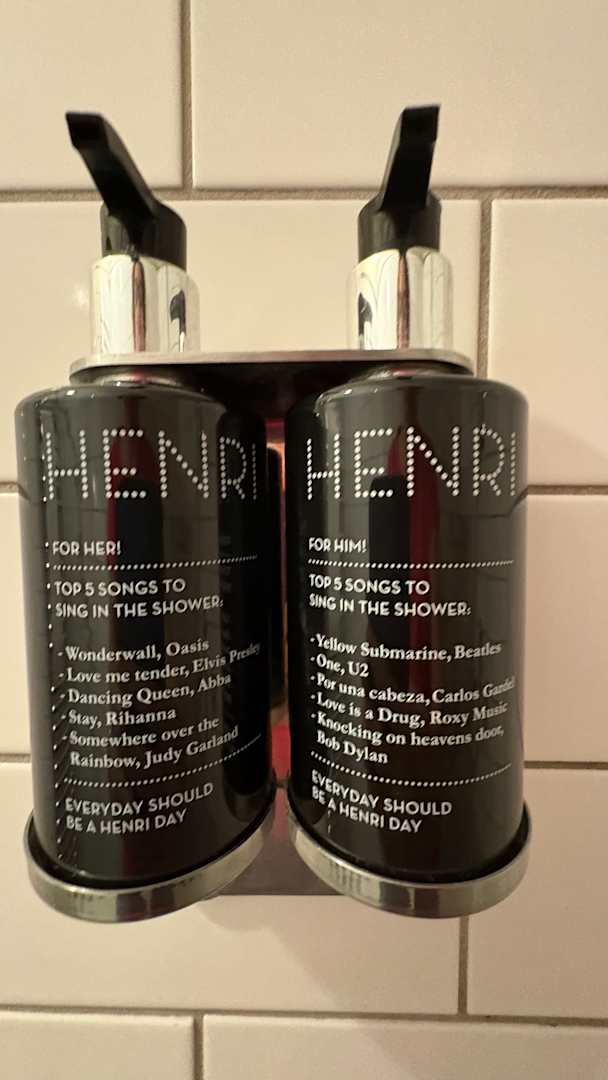 HENRI
FOR HER!
TOP 5 SONGS TO
SING IN THE SHOWER:
- Wonderwall, Oasis
- Love me tender, Elvis Presley
- Dancing Queen, Abba
- Stay, Rihanna
- Somewhere over the
Rainbow, Judy Garland
EVERYDAY SHOULD
BE A HENRI DAY
HENRI
FOR HIM!
TOP 5 SONGS TO
SING IN THE SHOWER:
- Yellow Submarine, Beatles
- One, U2
- Por una cabeza, Carlos Gardel
- Love is a Drug, Roxy Music
- Knocking on heavens door,
Bob Dylan
EVERYDAY SHOULD
BE A HENRI DAY